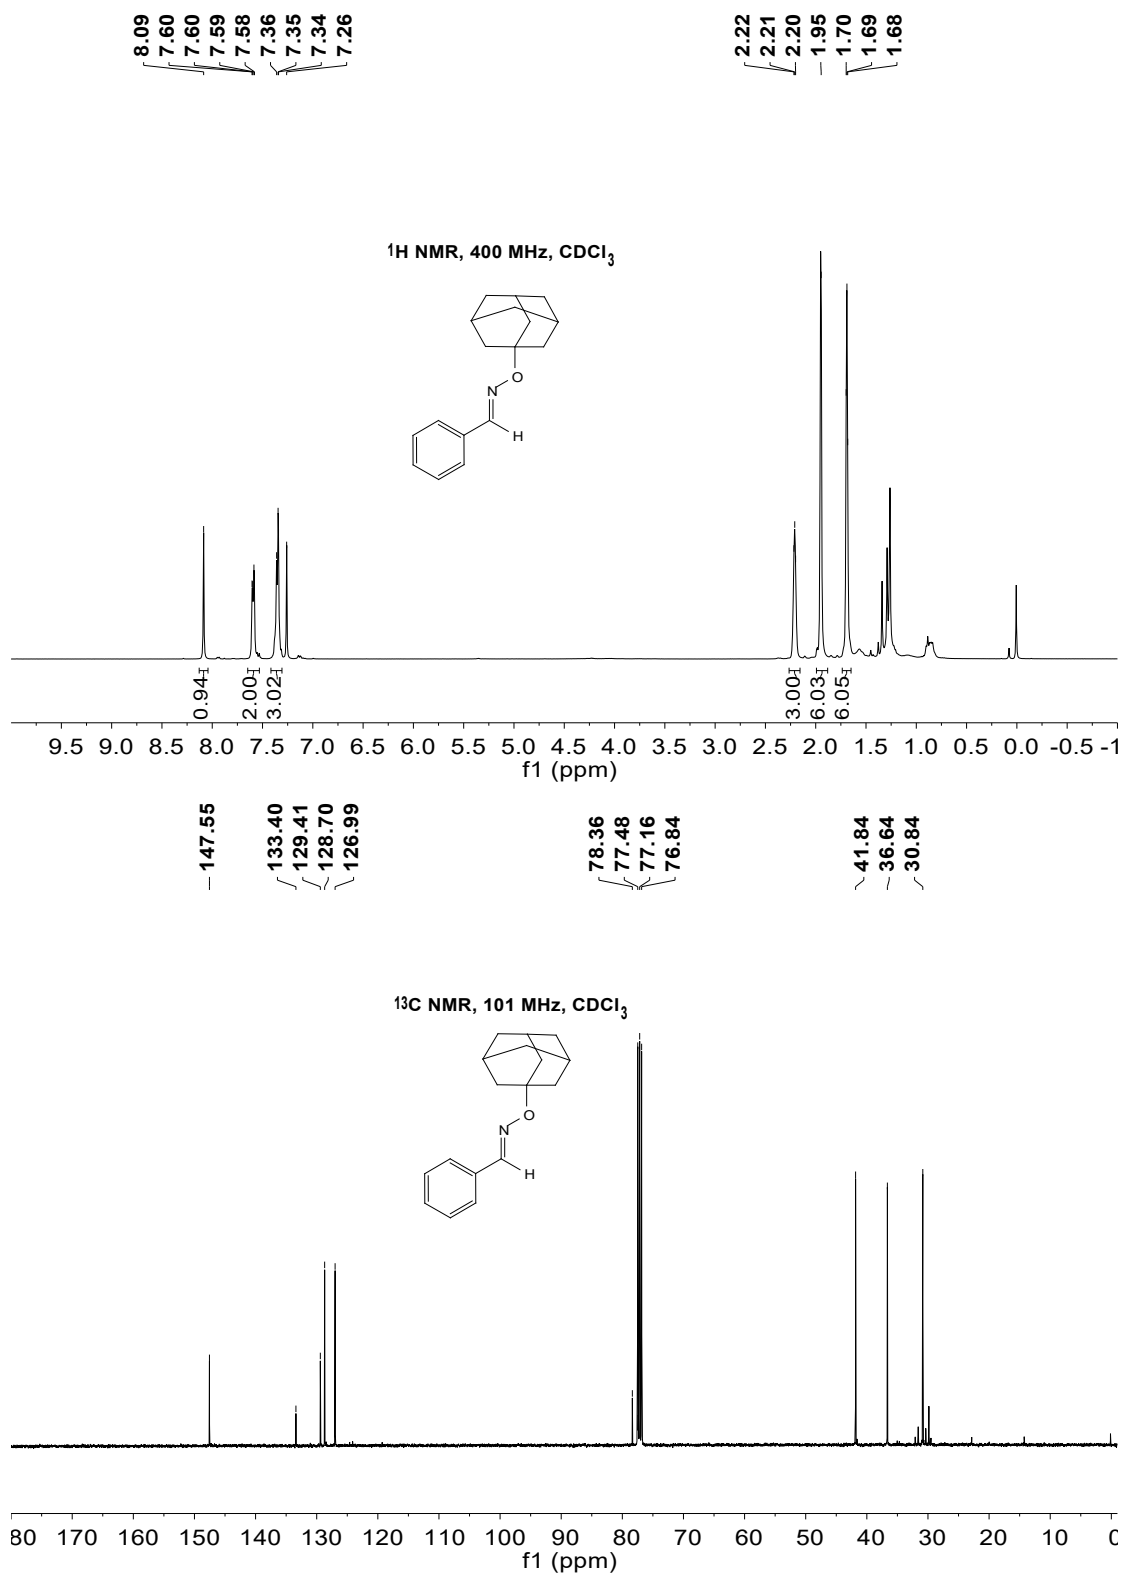 8.09
7.60
7.60
7.59
7.58
7.36
7.35
7.34
7.26
2.22
2.21
2.20
1.95
1.70
1.69
1.68
¹H NMR, 400 MHz, CDCl₃
O
N
H
0.94
2.00
3.02
3.00
6.03
6.05
9.5 9.0 8.5 8.0 7.5 7.0 6.5 6.0 5.5 5.0 4.5 4.0 3.5 3.0 2.5 2.0 1.5 1.0 0.5 0.0 -0.5 -1
f1 (ppm)
147.55
133.40
129.41
128.70
126.99
78.36
77.48
77.16
76.84
41.84
36.64
30.84
¹³C NMR, 101 MHz, CDCl₃
O
N
H
80 170 160 150 140 130 120 110 100 90 80 70 60 50 40 30 20 10 0
f1 (ppm)